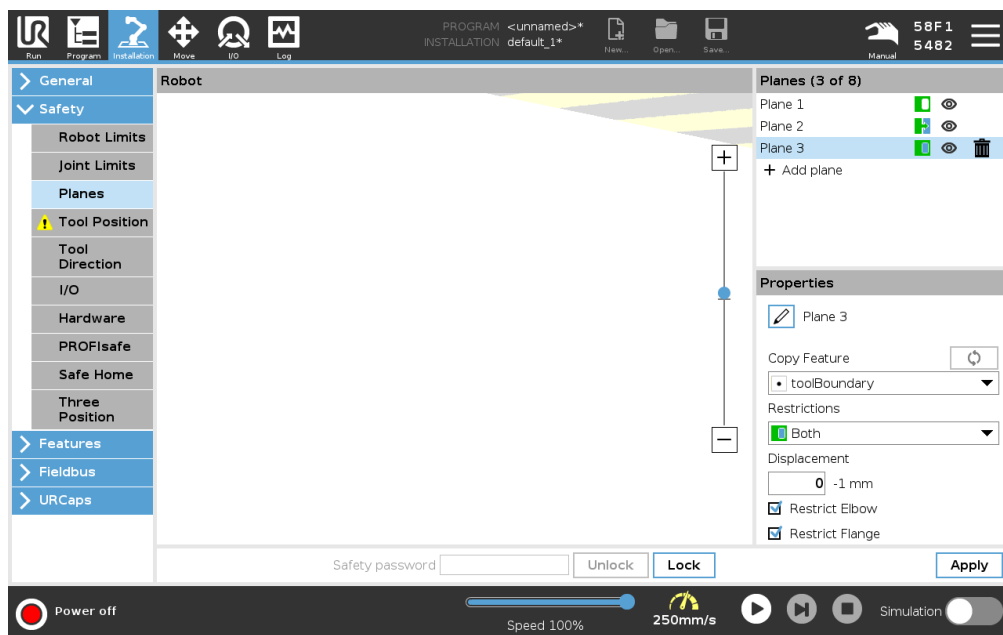 PROGRAM <unnamed>*
INSTALLATION default_1*
Run
Program
Installation
Move
I/O
Log
New...
Open...
Save...
Manual
58F1
5482
General
Safety
Robot Limits
Joint Limits
Planes
Tool Position
Tool
Direction
I/O
Hardware
PROFIsafe
Safe Home
Three
Position
Features
Fieldbus
URCaps
Robot
Planes (3 of 8)
Plane 1
Plane 2
Plane 3
+ Add plane
Properties
Plane 3
Copy Feature
toolBoundary
Restrictions
Both
Displacement
0 -1 mm
Restrict Elbow
Restrict Flange
Safety password
Unlock
Lock
Apply
Power off
Speed 100%
250mm/s
Simulation